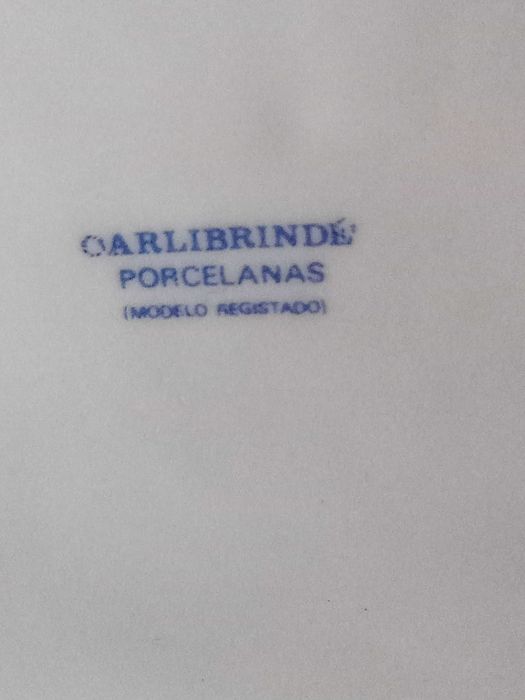 CARLIBRINDE
PORCELANAS
(MODELO REGISTADO)